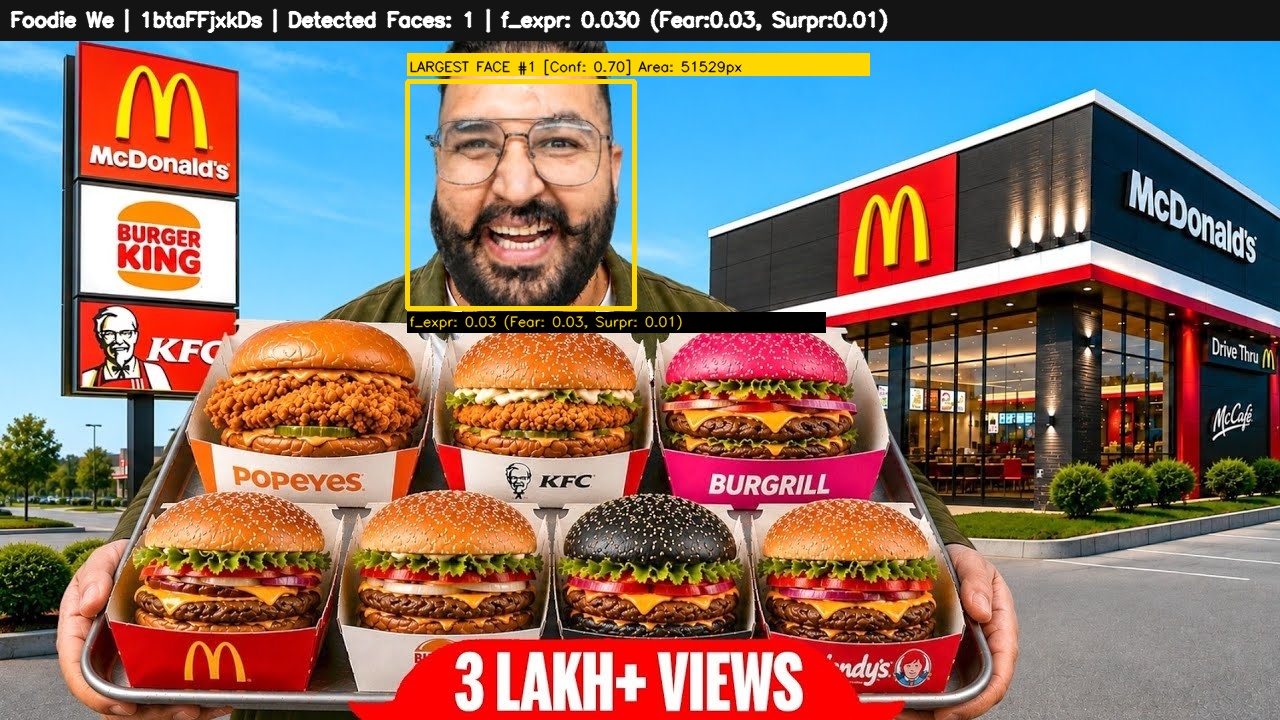 Foodie We | 1btaFFjxkDs | Detected Faces: 1 | f_expr: 0.030 (Fear:0.03, Surpr:0.01)
LARGEST FACE #1 [Conf: 0.70] Area: 51529px
McDonald's
BURGER
KING
KFC
f_expr: 0.03 (Fear: 0.03, Surpr: 0.01)
McDonald's
Drive Thru
McCafé
POPEYES
KFC
BURGRILL
3 LAKH+ VIEWS